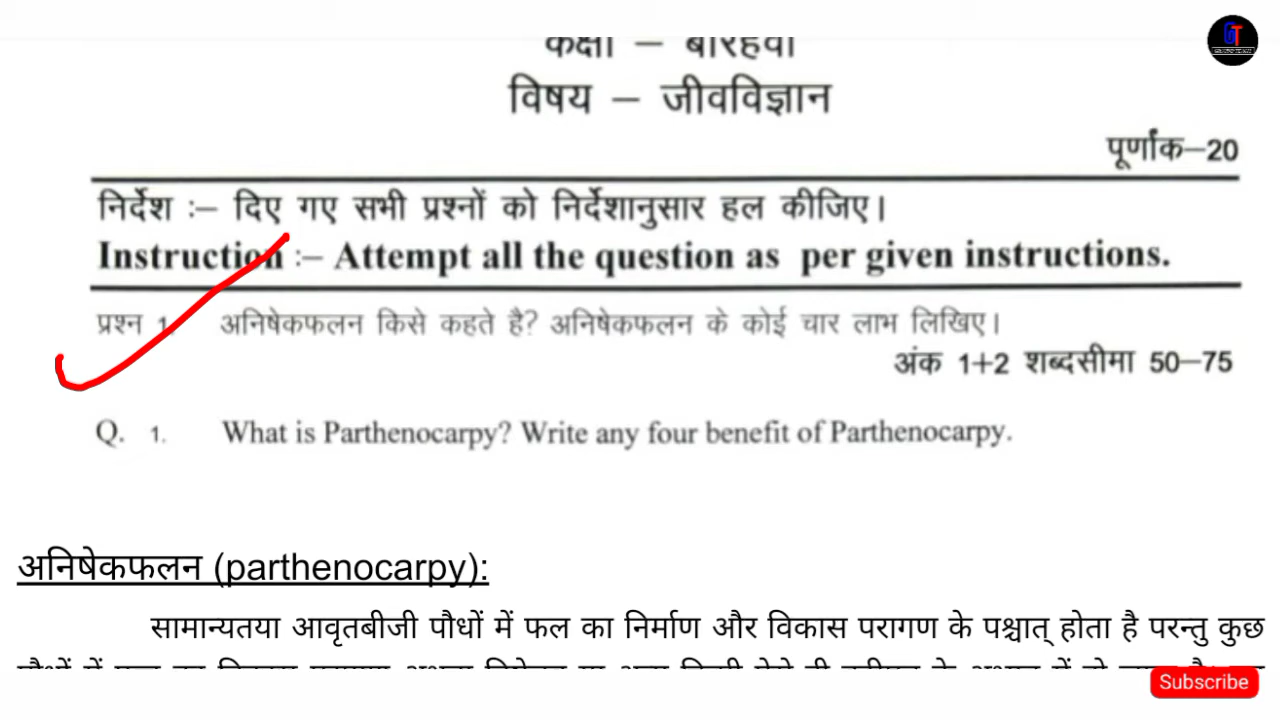 कक्षा – बारहवीं
विषय – जीवविज्ञान
पूर्णांक–20
निर्देश :– दिए गए सभी प्रश्नों को निर्देशानुसार हल कीजिए।
Instruction :– Attempt all the question as per given instructions.
प्रश्न 1. अनिषेकफलन किसे कहते है? अनिषेकफलन के कोई चार लाभ लिखिए।
अंक 1+2 शब्दसीमा 50–75
Q. 1. What is Parthenocarpy? Write any four benefit of Parthenocarpy.
अनिषेकफलन (parthenocarpy):
सामान्यतया आवृतबीजी पौधों में फल का निर्माण और विकास परागण के पश्चात् होता है परन्तु कुछ
Subscribe